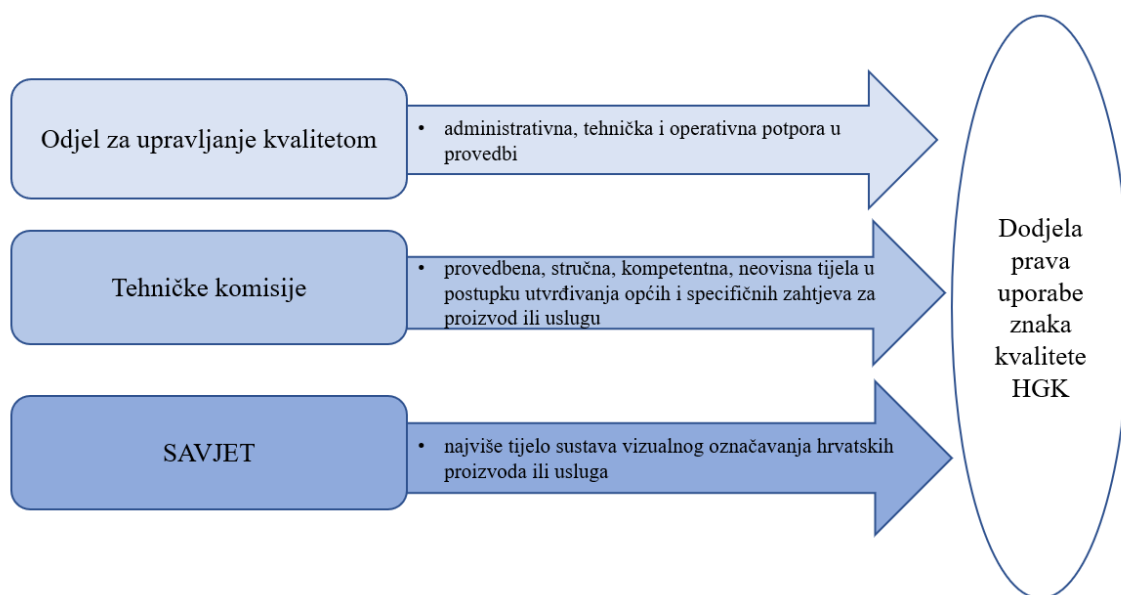 Odjel za upravljanje kvalitetom
• administrativna, tehnička i operativna potpora u
provedbi
Tehničke komisije
• provedbena, stručna, kompetentna, neovisna tijela u
postupku utvrđivanja općih i specifičnih zahtjeva za
proizvod ili uslugu
SAVJET
• najviše tijelo sustava vizualnog označavanja hrvatskih
proizvoda ili usluga
Dodjela
prava
uporabe
znaka
kvalitete
HGK